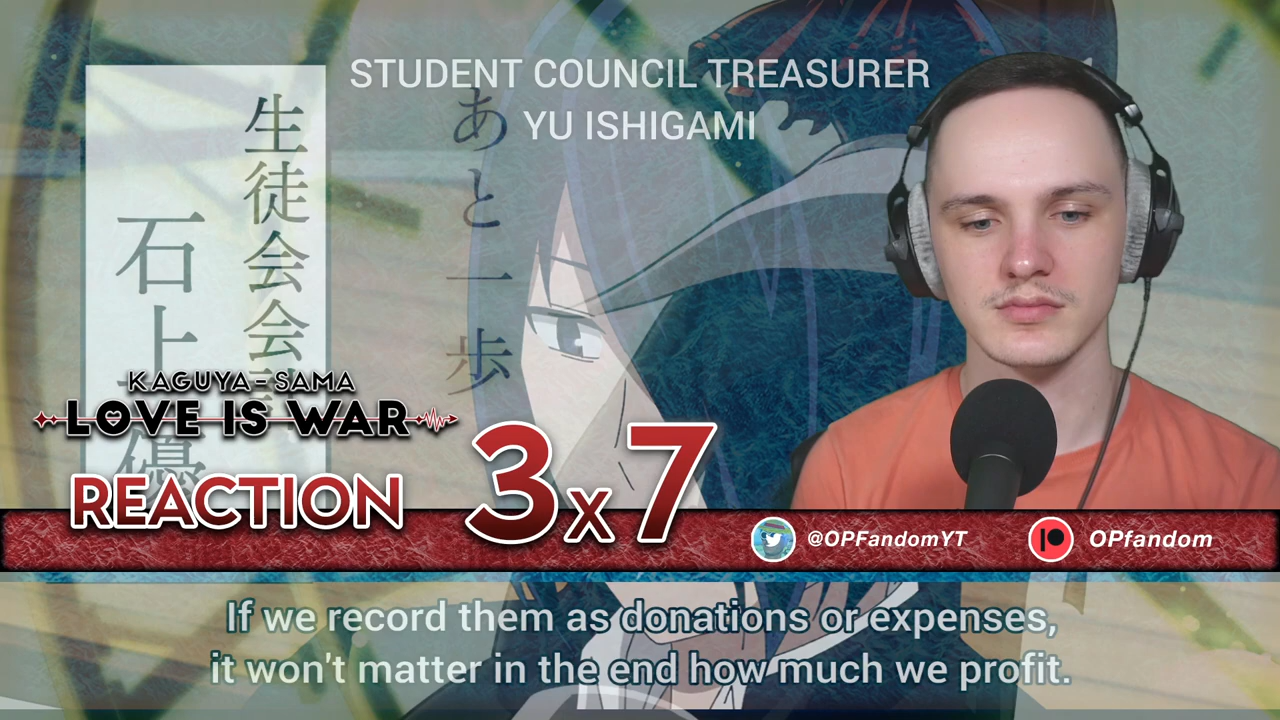 STUDENT COUNCIL TREASURER
YU ISHIGAMI
生徒会会
石上優
あと一歩
KAGUYA-SAMA
LOVE IS WAR
REACTION
3x7
@OPFandomYT
OPfandom
If we record them as donations or expenses,
it won't matter in the end how much we profit.